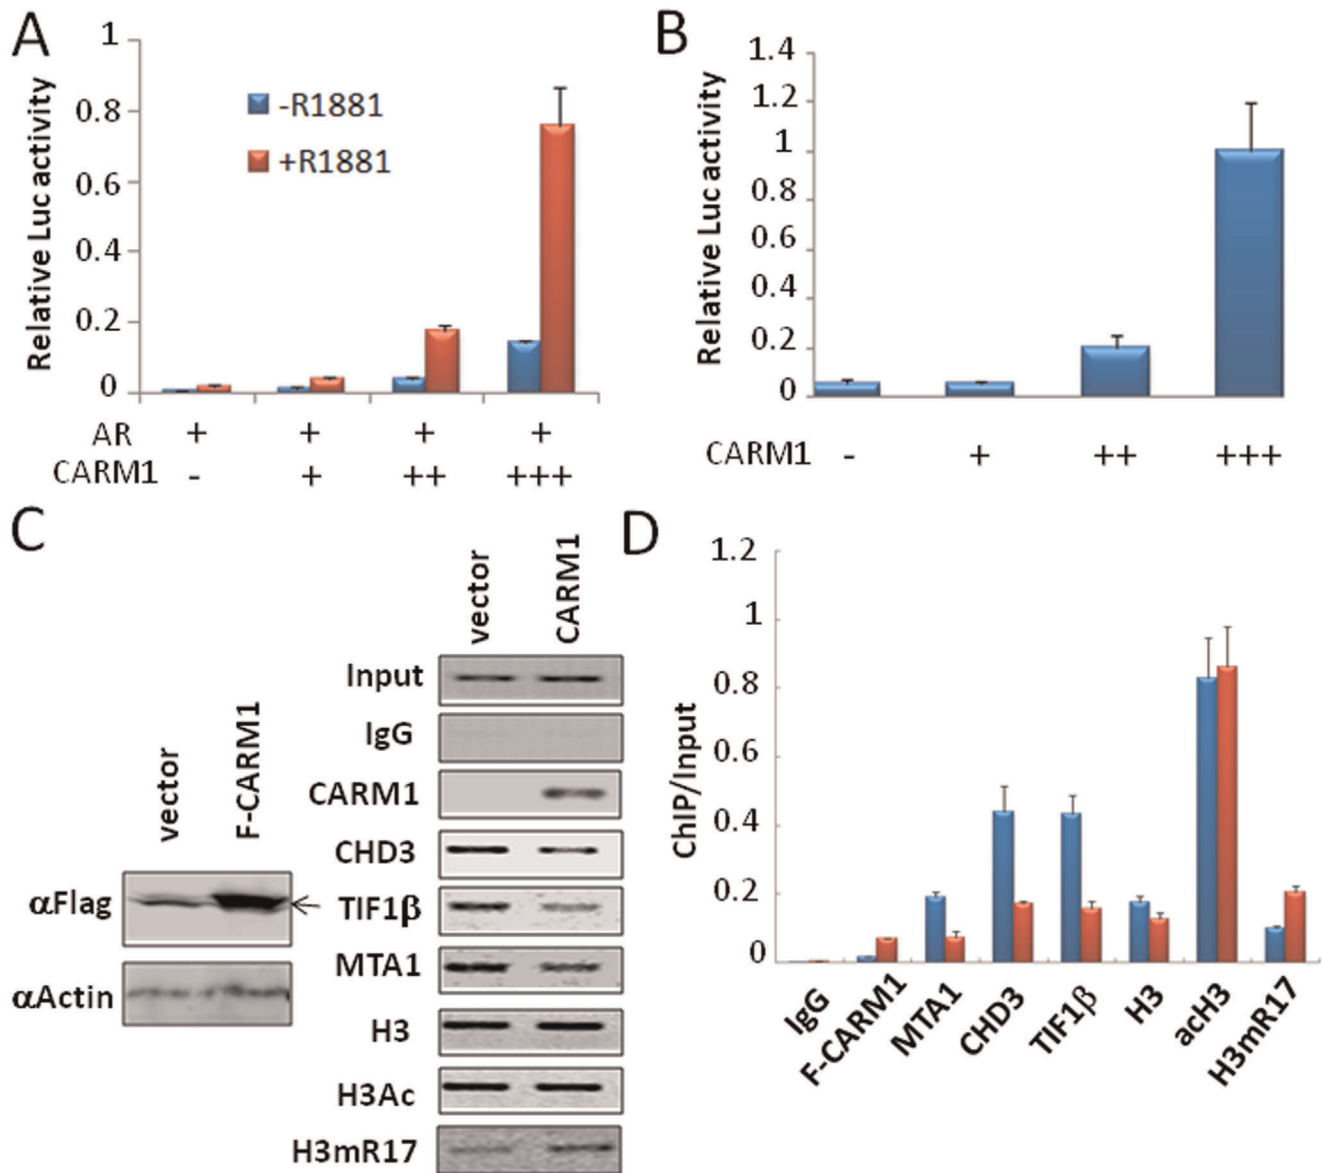 A
Relative Luc activity
1
0.8
0.6
0.4
0.2
0
-R1881
+R1881
AR + + + +
CARM1 - + ++ +++
B
Relative Luc activity
1.4
1.2
1
0.8
0.6
0.4
0.2
0
CARM1 - + ++ +++
C
vector
F-CARM1
αFlag
αActin
vector
CARM1
Input
IgG
CARM1
CHD3
TIF1β
MTA1
H3
H3Ac
H3mR17
D
ChIP/Input
1.2
1
0.8
0.6
0.4
0.2
0
IgG
F-CARM1
MTA1
CHD3
TIF1β
H3
acH3
H3mR17